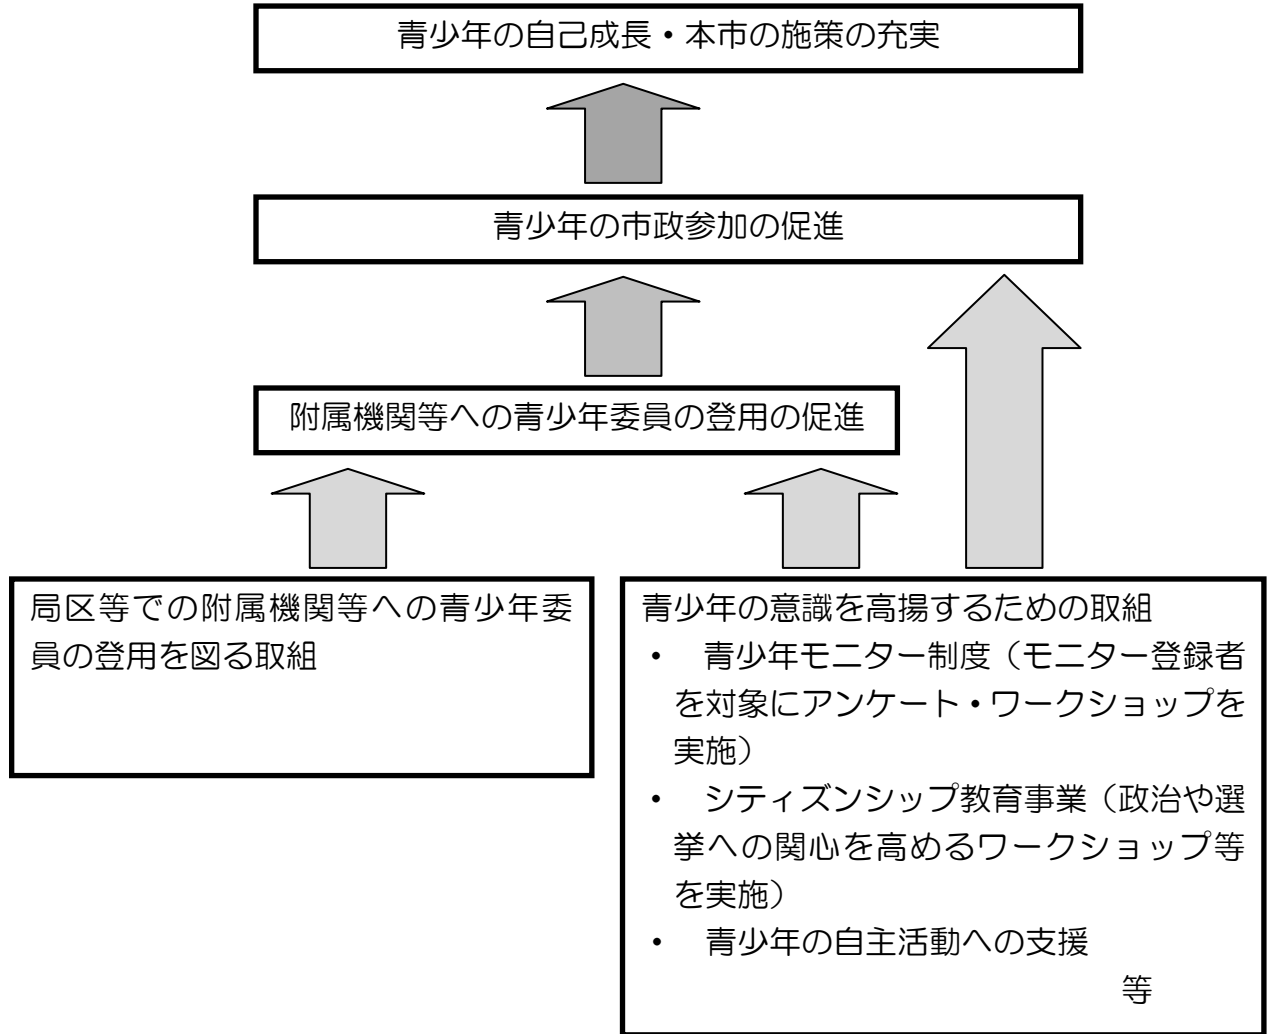 青少年の自己成長・本市の施策の充実
青少年の市政参加の促進
附属機関等への青少年委員の登用の促進
局区等での附属機関等への青少年委
員の登用を図る取組
青少年の意識を高揚するための取組
・　青少年モニター制度（モニター登録者
を対象にアンケート・ワークショップを
実施）
・　シティズンシップ教育事業（政治や選
挙への関心を高めるワークショップ等
を実施）
・　青少年の自主活動への支援
等